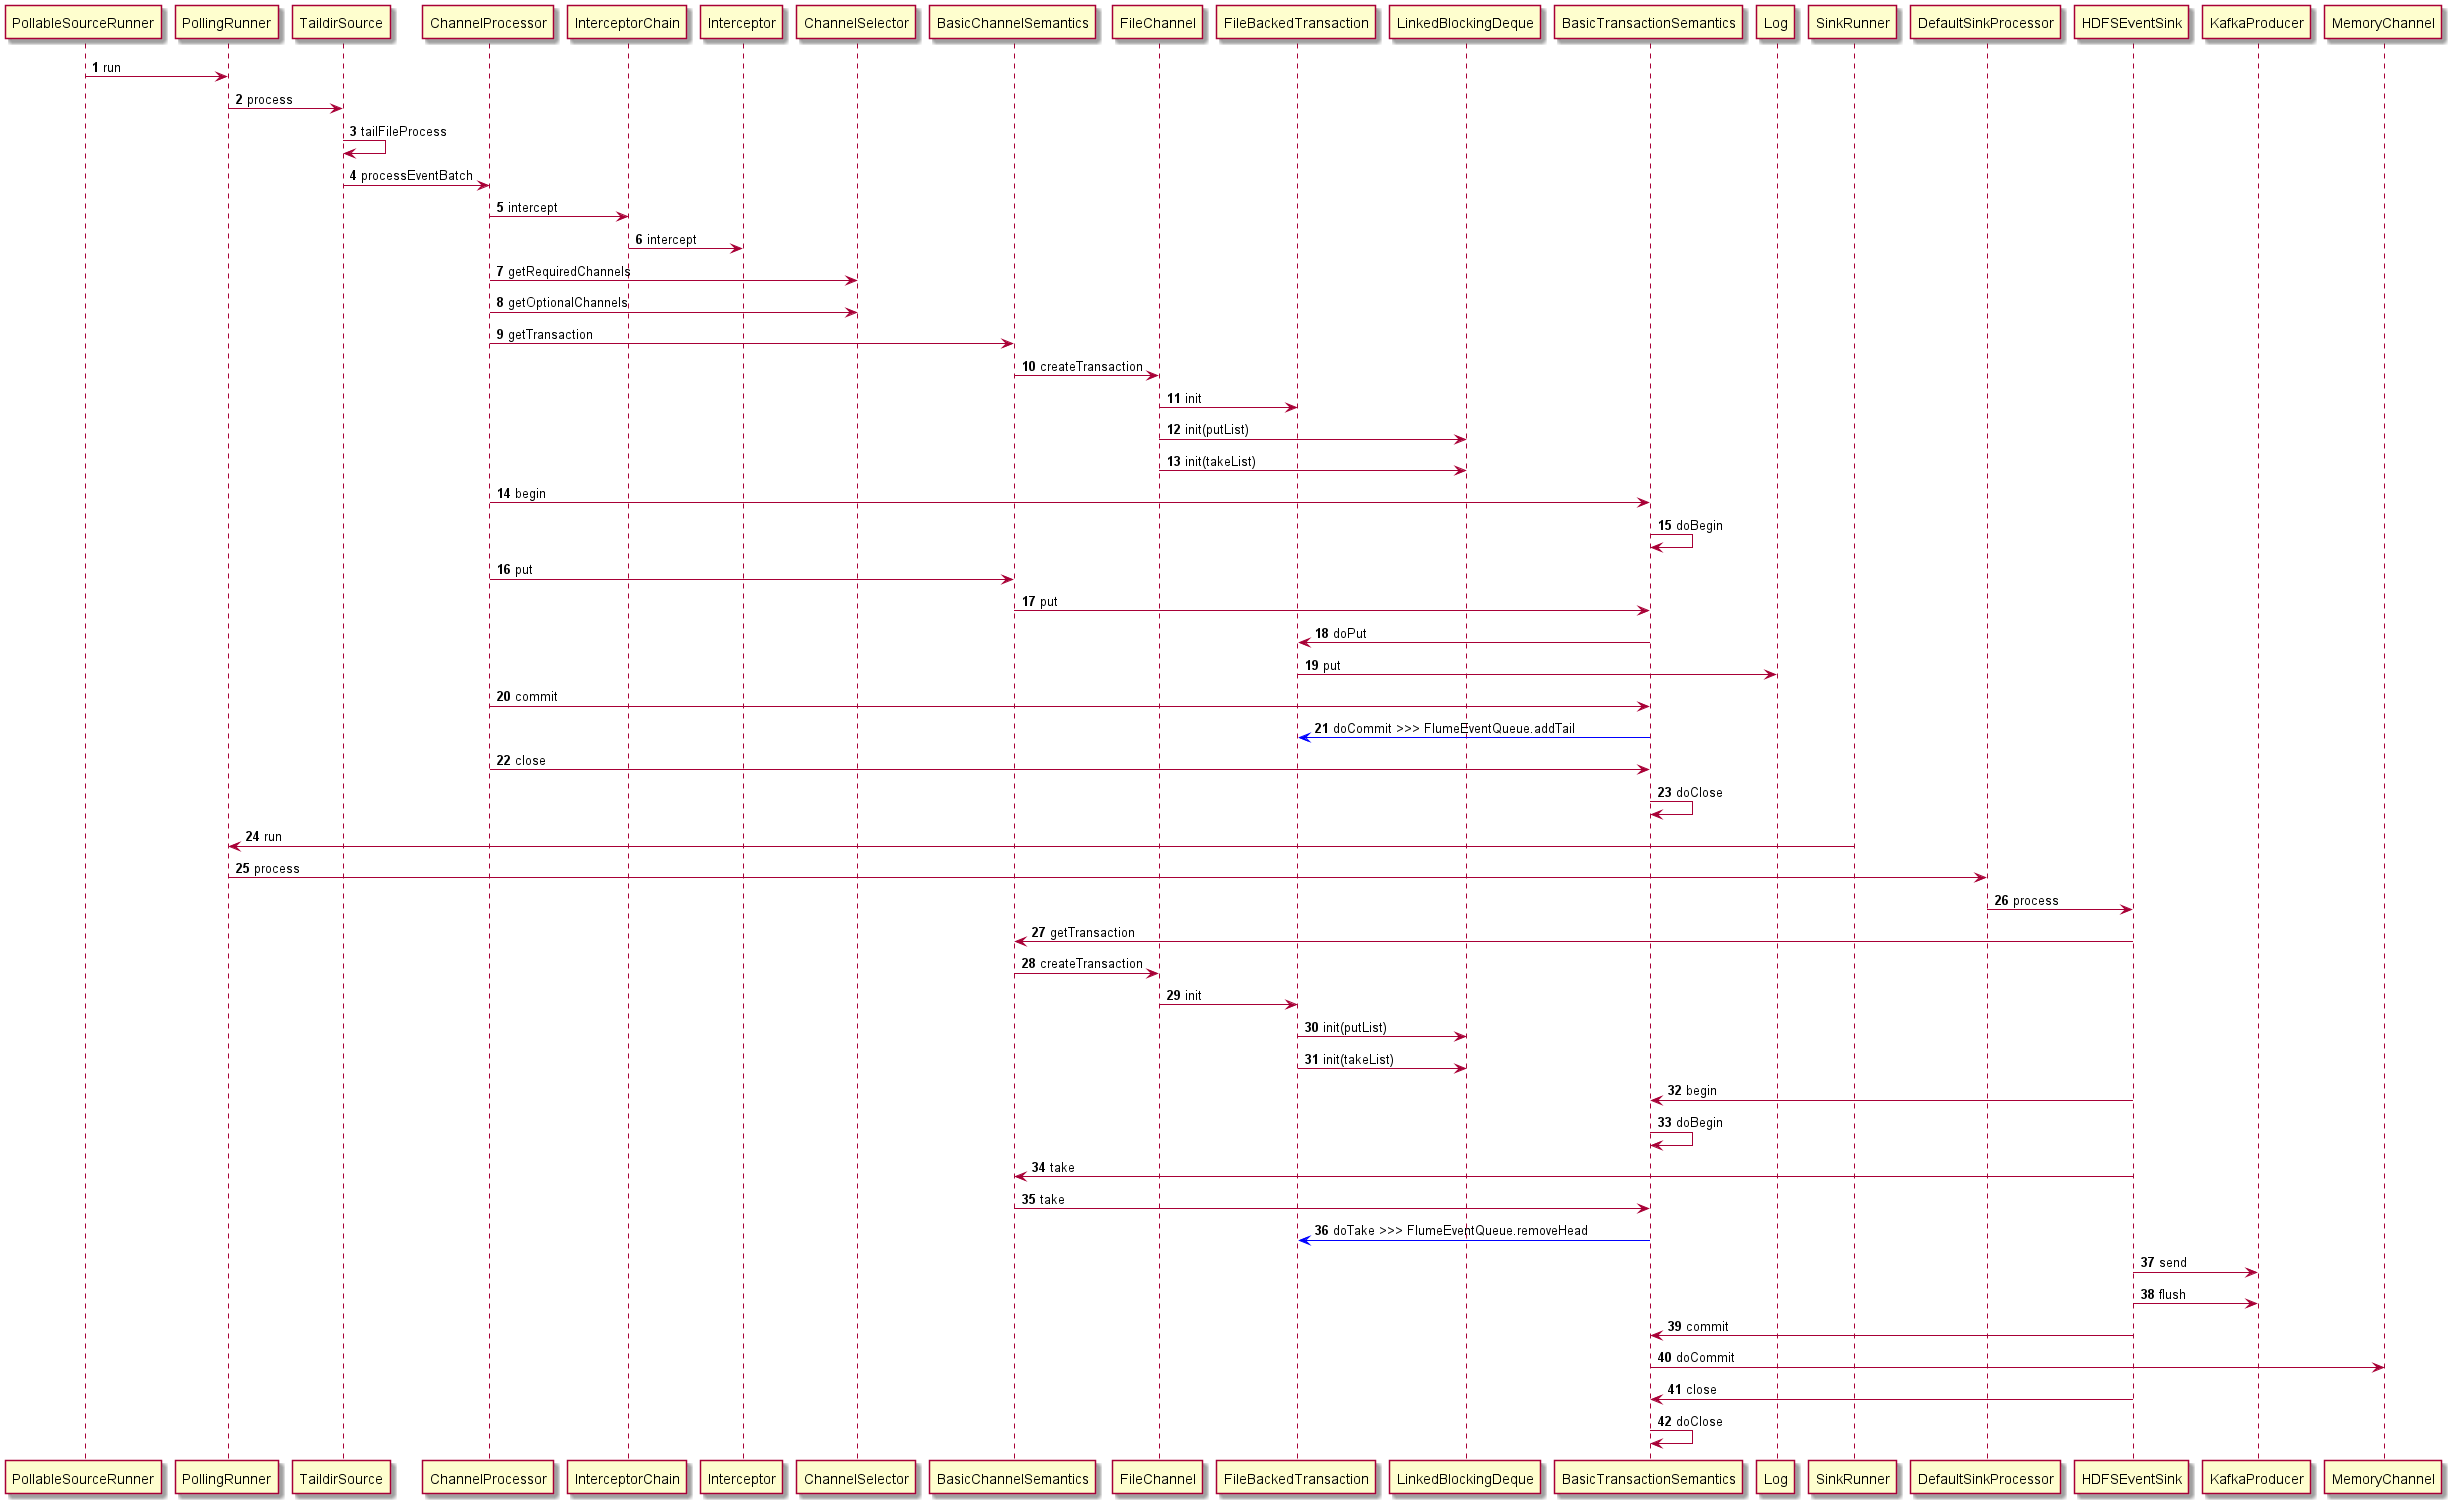 PollableSourceRunner PollingRunner TaildirSource ChannelProcessor InterceptorChain Interceptor ChannelSelector BasicChannelSemantics FileChannel FileBackedTransaction LinkedBlockingDeque BasicTransactionSemantics Log SinkRunner DefaultSinkProcessor HDFSEventSink KafkaProducer MemoryChannel
1 run
2 process
3 tailFileProcess
4 processEventBatch
5 intercept
6 intercept
7 getRequiredChannels
8 getOptionalChannels
9 getTransaction
10 createTransaction
11 init
12 init(putList)
13 init(takeList)
14 begin
15 doBegin
16 put
17 put
18 doPut
19 put
20 commit
21 doCommit >>> FlumeEventQueue.addTail
22 close
23 doClose
24 run
25 process
26 process
27 getTransaction
28 createTransaction
29 init
30 init(putList)
31 init(takeList)
32 begin
33 doBegin
34 take
35 take
36 doTake >>> FlumeEventQueue.removeHead
37 send
38 flush
39 commit
40 doCommit
41 close
42 doClose
PollableSourceRunner PollingRunner TaildirSource ChannelProcessor InterceptorChain Interceptor ChannelSelector BasicChannelSemantics FileChannel FileBackedTransaction LinkedBlockingDeque BasicTransactionSemantics Log SinkRunner DefaultSinkProcessor HDFSEventSink KafkaProducer MemoryChannel